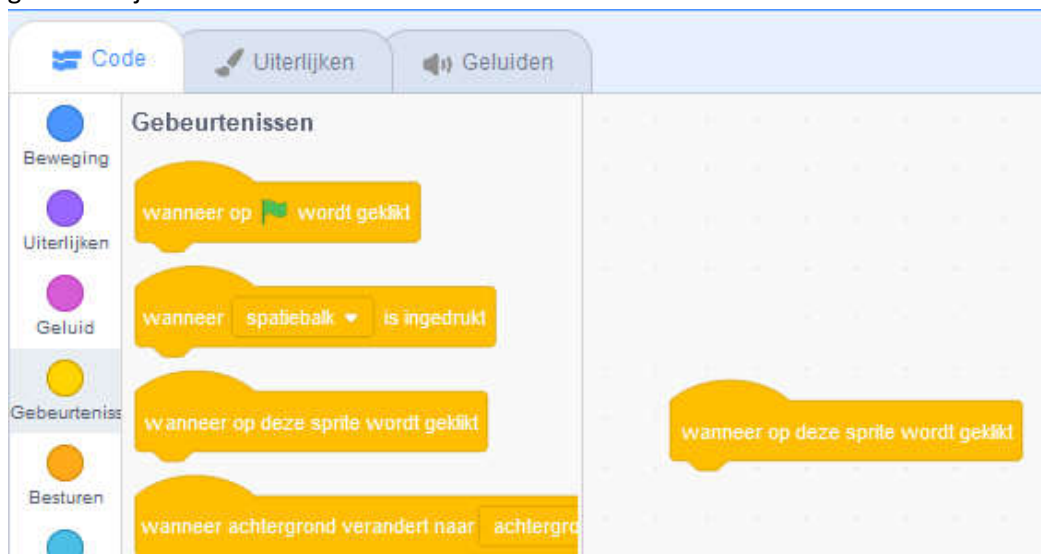 Code
Uiterlijken
Geluiden
Beweging
Uiterlijken
Geluid
Gebeurteniss
Besturen
Gebeurtenissen
wanneer op wordt geklikt
wanneer spatiebalk is ingedrukt
wanneer op deze sprite wordt geklikt
wanneer achtergrond verandert naar achtergro
wanneer op deze sprite wordt geklikt